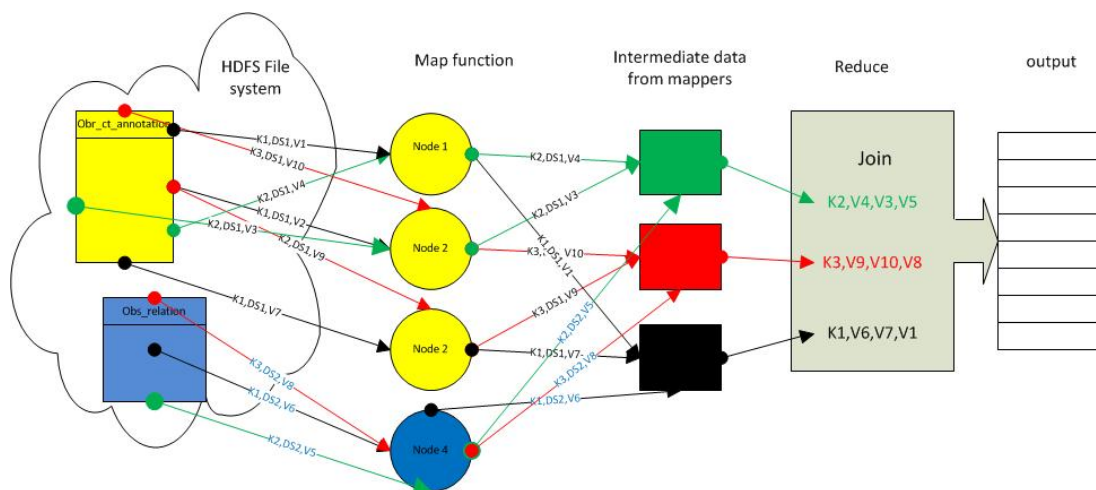 HDFS File
system
Map function
Intermediate data
from mappers
Reduce
output
Obr_ct_annotation
K1,DS1,V1
K3,DS1,V10
K2,DS1,V4
K1,DS1,V2
K2,DS1,V3
K2,DS1,V9
K1,DS1,V7
Obs_relation
K3,DS2,V8
K1,DS2,V6
K2,DS2,V5
Node 1
Node 2
Node 2
Node 4
K2,DS1,V4
K2,DS1,V3
K1,DS1,V1
K3, V10
K3,DS1,V9
K2,DS2,V5
K1,DS1,V7
K3,DS2,V8
K1,DS2,V6
Join
K2,V4,V3,V5
K3,V9,V10,V8
K1,V6,V7,V1